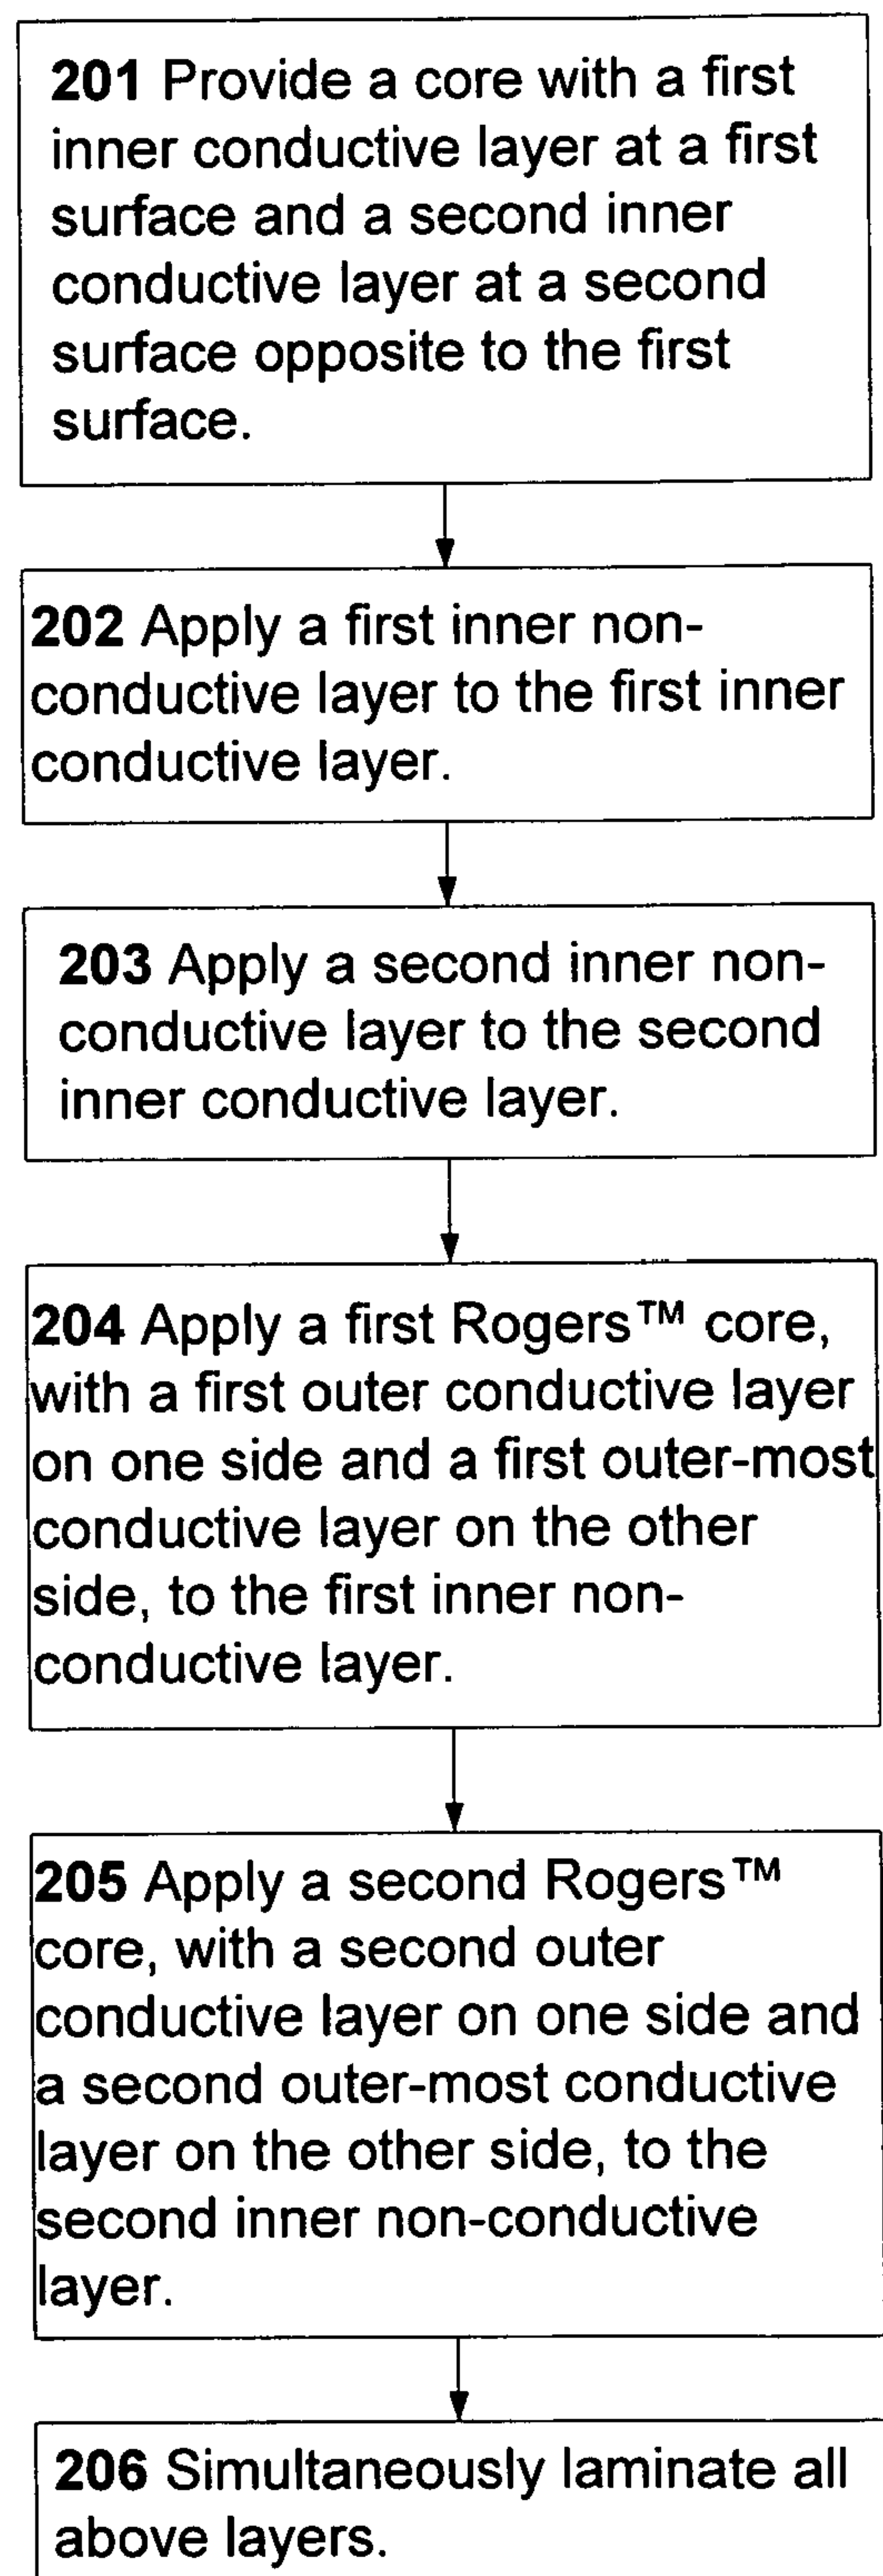 201 Provide a core with a first
inner conductive layer at a first
surface and a second inner
conductive layer at a second
surface opposite to the first
surface.
202 Apply a first inner non-
conductive layer to the first inner
conductive layer.
203 Apply a second inner non-
conductive layer to the second
inner conductive layer.
204 Apply a first Rogers™ core,
with a first outer conductive layer
on one side and a first outer-most
conductive layer on the other
side, to the first inner non-
conductive layer.
205 Apply a second Rogers™
core, with a second outer
conductive layer on one side and
a second outer-most conductive
layer on the other side, to the
second inner non-conductive
layer.
206 Simultaneously laminate all
above layers.